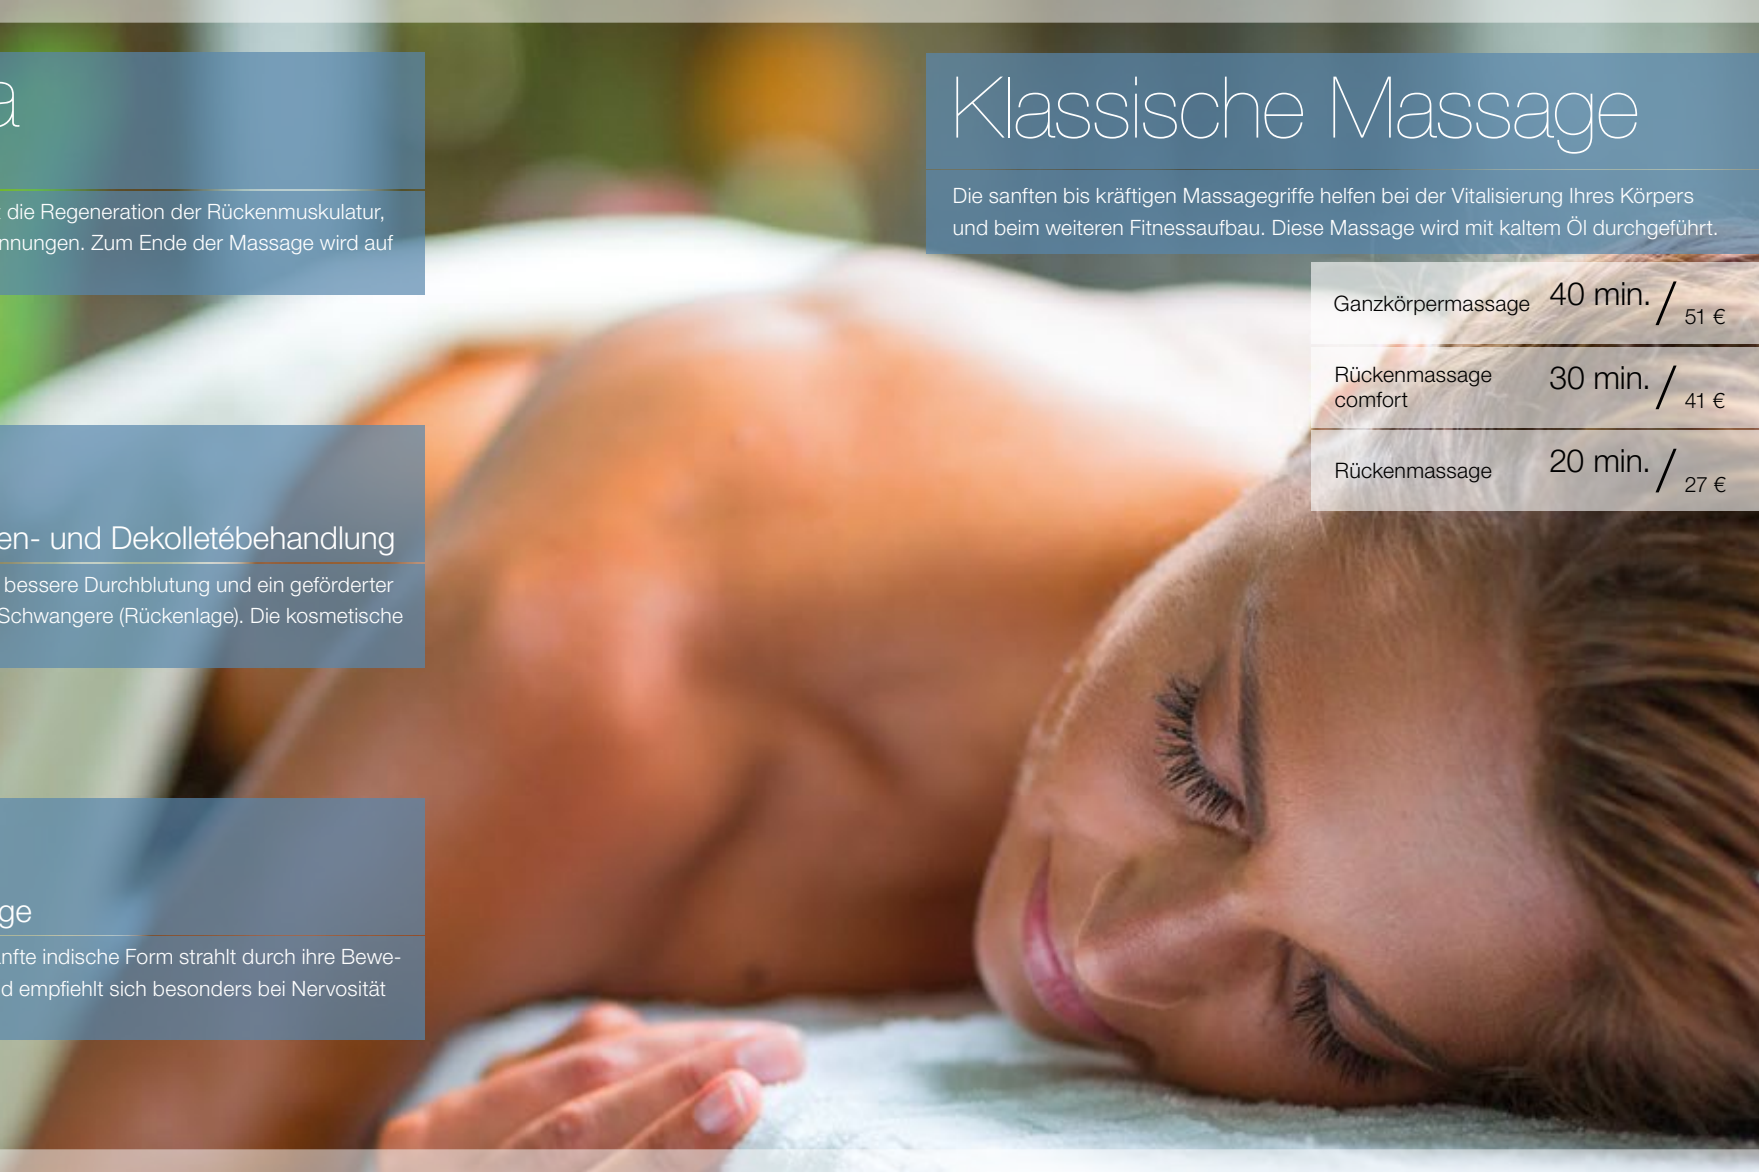 a
die Regeneration der Rückenmuskulatur,
nnungen. Zum Ende der Massage wird auf
en- und Dekolletébehandlung
bessere Durchblutung und ein geförderter
Schwangere (Rückenlage). Die kosmetische
ge
nfte indische Form strahlt durch ihre Bewe-
d empfiehlt sich besonders bei Nervosität
Klassische Massage
Die sanften bis kräftigen Massagegriffe helfen bei der Vitalisierung Ihres Körpers
und beim weiteren Fitnessaufbau. Diese Massage wird mit kaltem Öl durchgeführt.
Ganzkörpermassage 40 min. / 51 €
Rückenmassage
comfort 30 min. / 41 €
Rückenmassage 20 min. / 27 €